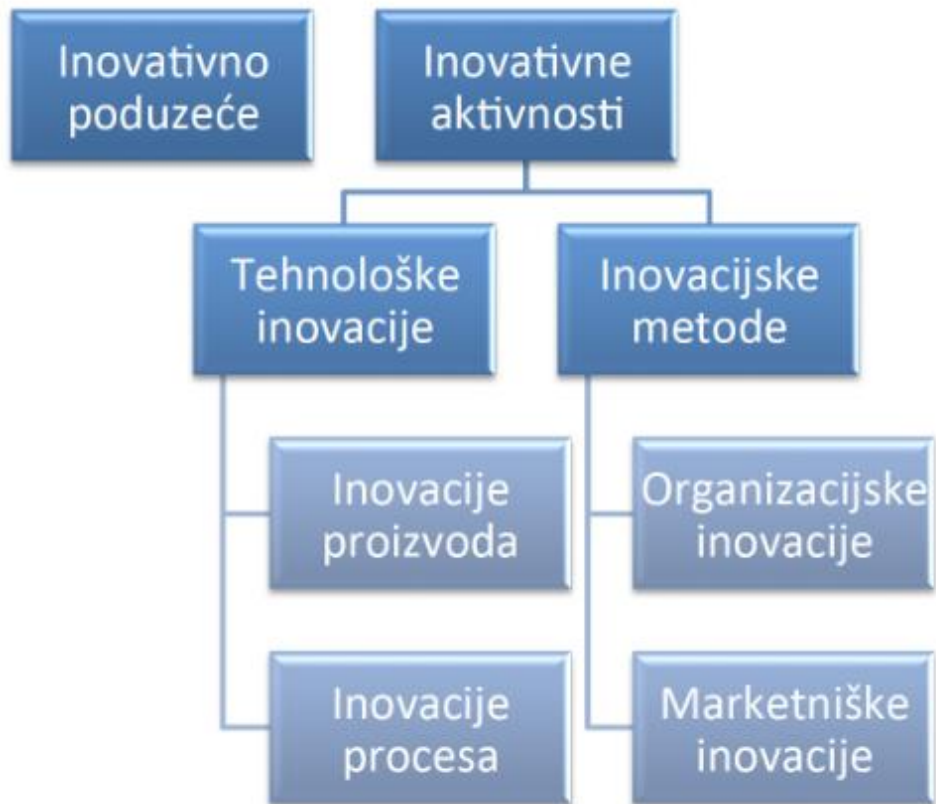 Inovativno
poduzeće
Inovativne
aktivnosti
Tehnološke
inovacije
Inovacijske
metode
Inovacije
proizvoda
Organizacijske
inovacije
Inovacije
procesa
Marketniške
inovacije